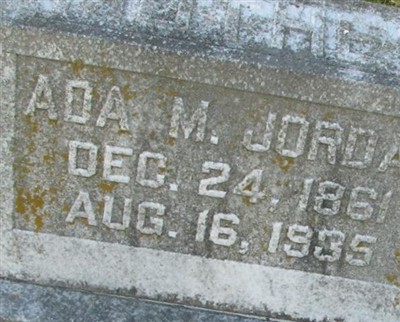 ADA M. JORDA
DEC. 24, 1861
AUG. 16, 1935